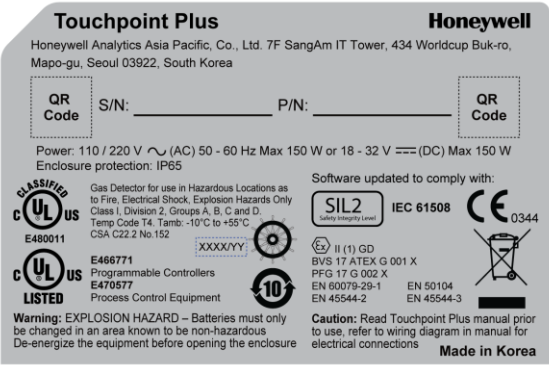 Touchpoint Plus
Honeywell
Honeywell Analytics Asia Pacific, Co., Ltd. 7F SangAm IT Tower, 434 Worldcup Buk-ro,
Mapo-gu, Seoul 03922, South Korea
QR
Code
S/N:
P/N:
QR
Code
Power: 110 / 220 V (AC) 50 - 60 Hz Max 150 W or 18 - 32 V (DC) Max 150 W
Enclosure protection: IP65
CLASSIFIED
C UL US
E480011
Gas Detector for use in Hazardous Locations as
to Fire, Electrical Shock, Explosion Hazards Only
Class I, Division 2, Groups A, B, C and D.
Temp Code T4. Tamb: -10°C to +55°C
CSA C22.2 No.152
XXXX/YY
C UL US
LISTED
E466771
Programmable Controllers
E470577
Process Control Equipment
10
Software updated to comply with:
SIL2
Safety Integrity Level
IEC 61508
CE 0344
Ex II (1) GD
BVS 17 ATEX G 001 X
PFG 17 G 002 X
EN 60079-29-1 EN 50104
EN 45544-2 EN 45544-3
Warning: EXPLOSION HAZARD – Batteries must only
be changed in an area known to be non-hazardous
De-energize the equipment before opening the enclosure
Caution: Read Touchpoint Plus manual prior
to use, refer to wiring diagram in manual for
electrical connections
Made in Korea